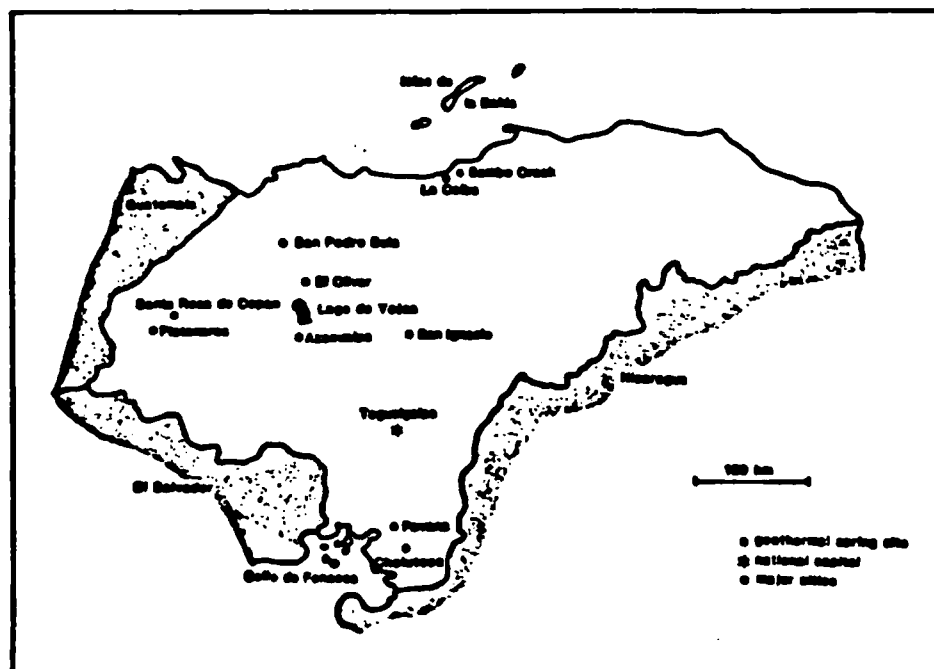 Islas de
la Bahia
Sambo Creek
La Ceiba
Guatemala
San Pedro Sula
El Olivar
Santa Rosa de Copan
Lago de Yojoa
Platanares
Azacualpa
San Ignacio
Nicaragua
Tegucigalpa
El Salvador
100 km
Pavana
Choluteca
Golfo de Fonseca
geothermal spring site
national capital
major cities